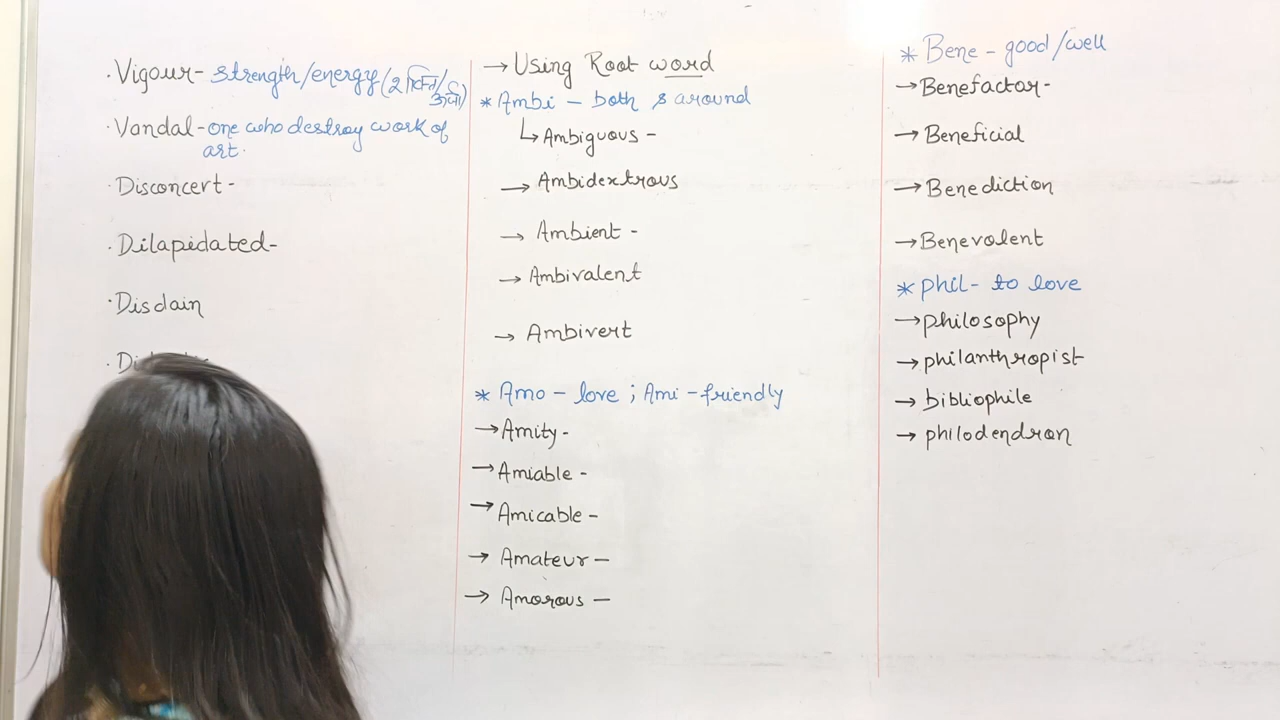 · Vigour - strength/energy (शक्ति/
ऊर्जा)
· Vandal - one who destroy work of
art.
· Disconcert -
· Dilapidated -
· Disdain
→ Using Root word
* Ambi - both & around
↳ Ambiguous -
→ Ambidextrous
→ Ambient -
→ Ambivalent
→ Ambivert
* Amo - love ; Ami - friendly
→ Amity -
→ Amiable -
→ Amicable -
→ Amateur -
→ Amorous -
* Bene - good/well
→ Benefactor -
→ Beneficial
→ Benediction
→ Benevolent
* phil - to love
→ philosophy
→ philanthropist
→ bibliophile
→ philodendron